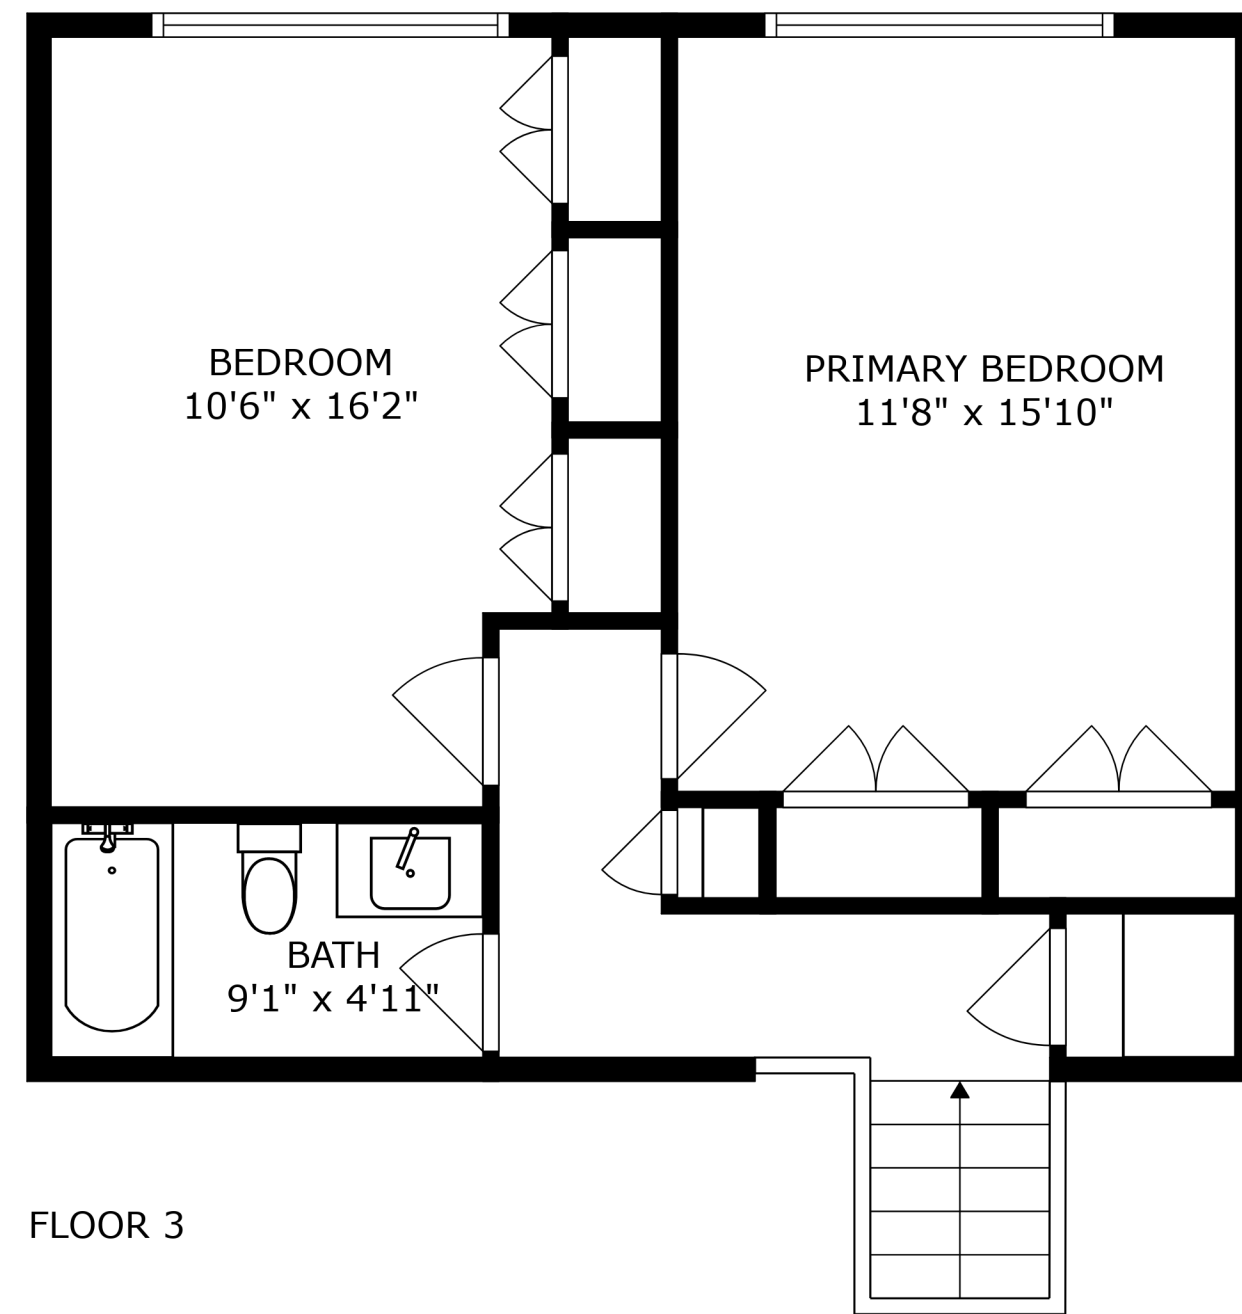 BEDROOM
10'6" x 16'2"
PRIMARY BEDROOM
11'8" x 15'10"
BATH
9'1" x 4'11"
FLOOR 3